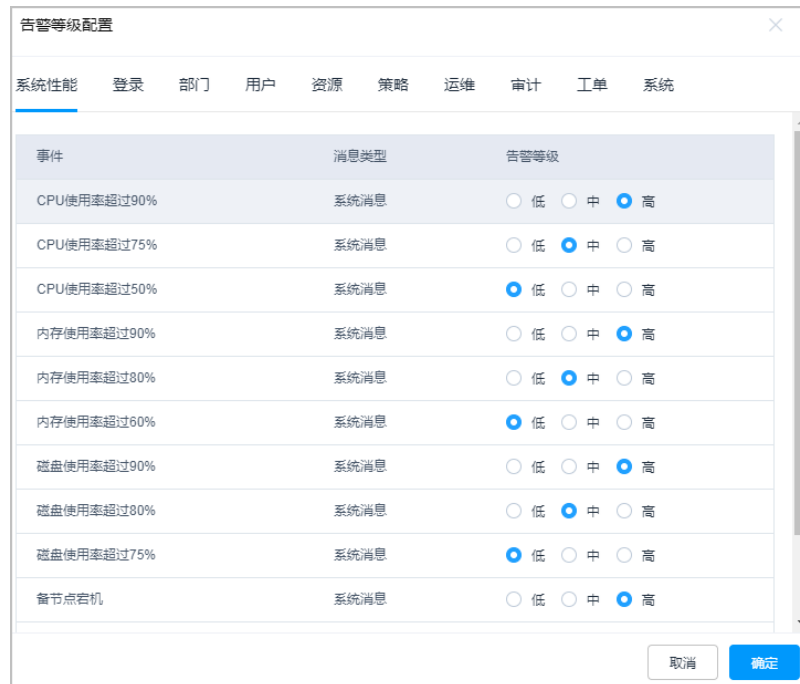 告警等级配置
系统性能 登录 部门 用户 资源 策略 运维 审计 工单 系统
事件 消息类型 告警等级
CPU使用率超过90% 系统消息 低 中 高
CPU使用率超过75% 系统消息 低 中 高
CPU使用率超过50% 系统消息 低 中 高
内存使用率超过90% 系统消息 低 中 高
内存使用率超过80% 系统消息 低 中 高
内存使用率超过60% 系统消息 低 中 高
磁盘使用率超过90% 系统消息 低 中 高
磁盘使用率超过80% 系统消息 低 中 高
磁盘使用率超过75% 系统消息 低 中 高
备节点宕机 系统消息 低 中 高
取消 确定